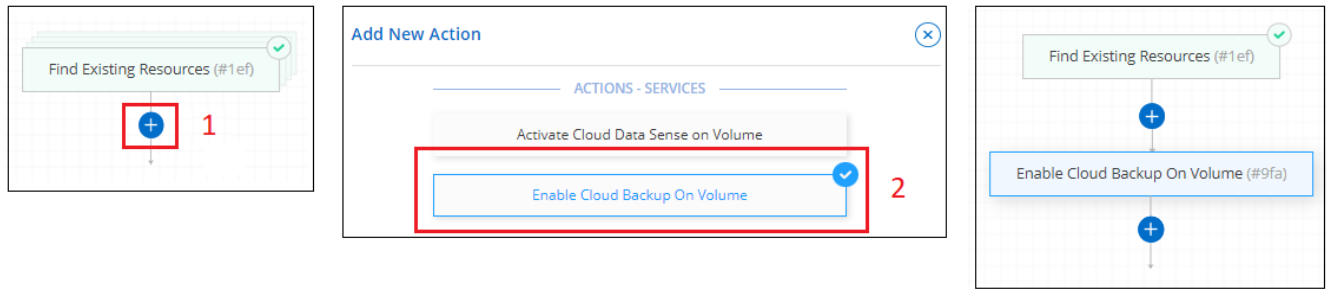 Find Existing Resources (#1ef)
1
Add New Action
ACTIONS - SERVICES
Activate Cloud Data Sense on Volume
Enable Cloud Backup On Volume
2
Find Existing Resources (#1ef)
Enable Cloud Backup On Volume (#9fa)